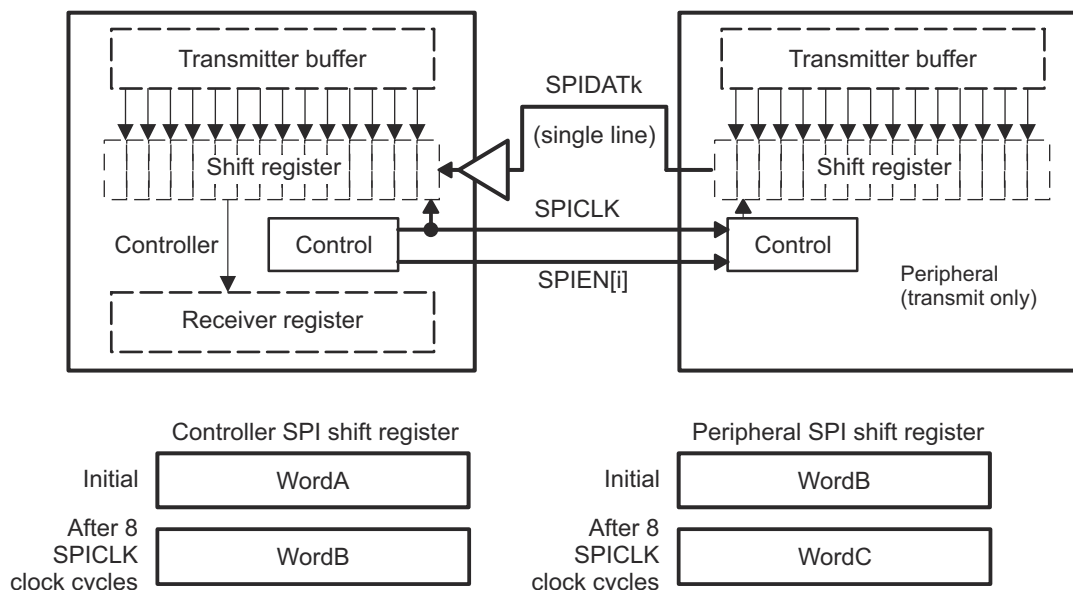 Transmitter buffer
Transmitter buffer
SPIDATk
(single line)
Shift register
Shift register
SPICLK
Controller
Control
Control
SPIEN[i]
Peripheral
(transmit only)
Receiver register
Controller SPI shift register
Peripheral SPI shift register
Initial
WordA
Initial
WordB
After 8
SPICLK
clock cycles
WordB
After 8
SPICLK
clock cycles
WordC